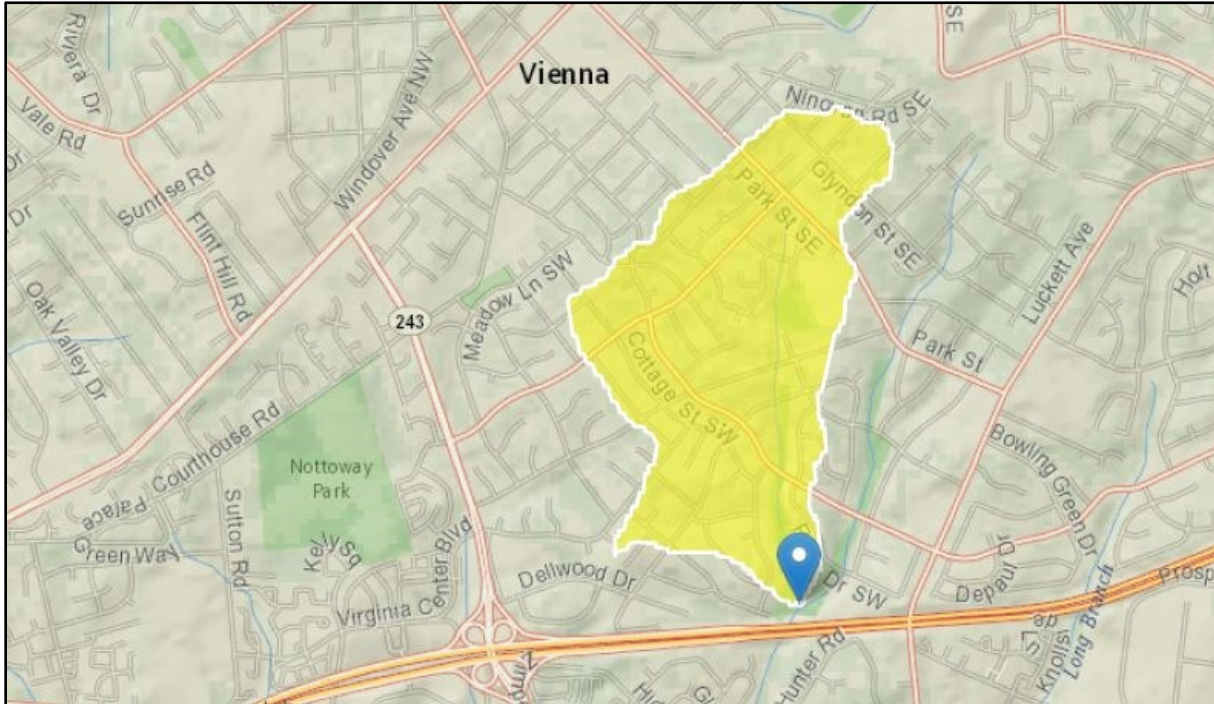 Vienna
Riviera Dr
Vale Rd
Dr
Sunrise Rd
Windover Ave NW
SE
Rd SE
Dr
Flint Hill Rd
Glyndon St SE
Park St SE
Luckett Ave
Holt
Oak Valley Dr
243
Meadow Ln SW
Park St
Cottage St SW
Courthouse Rd
Nottoway
Park
Bowling Green Dr
Palace
Green Way
Sutton Rd
Kelly Sq
Virginia Center Blvd
Dellwood Dr
Dr SW
Depaul Dr
Long Branch
Prosp
Hunter Rd
Knolls